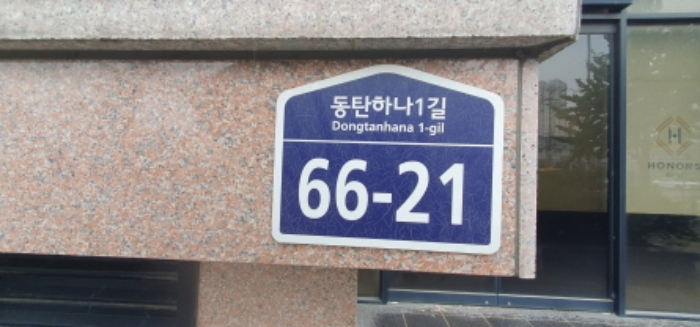 동탄하나1길
Dongtanhana 1-gil
66-21
H
HONORS